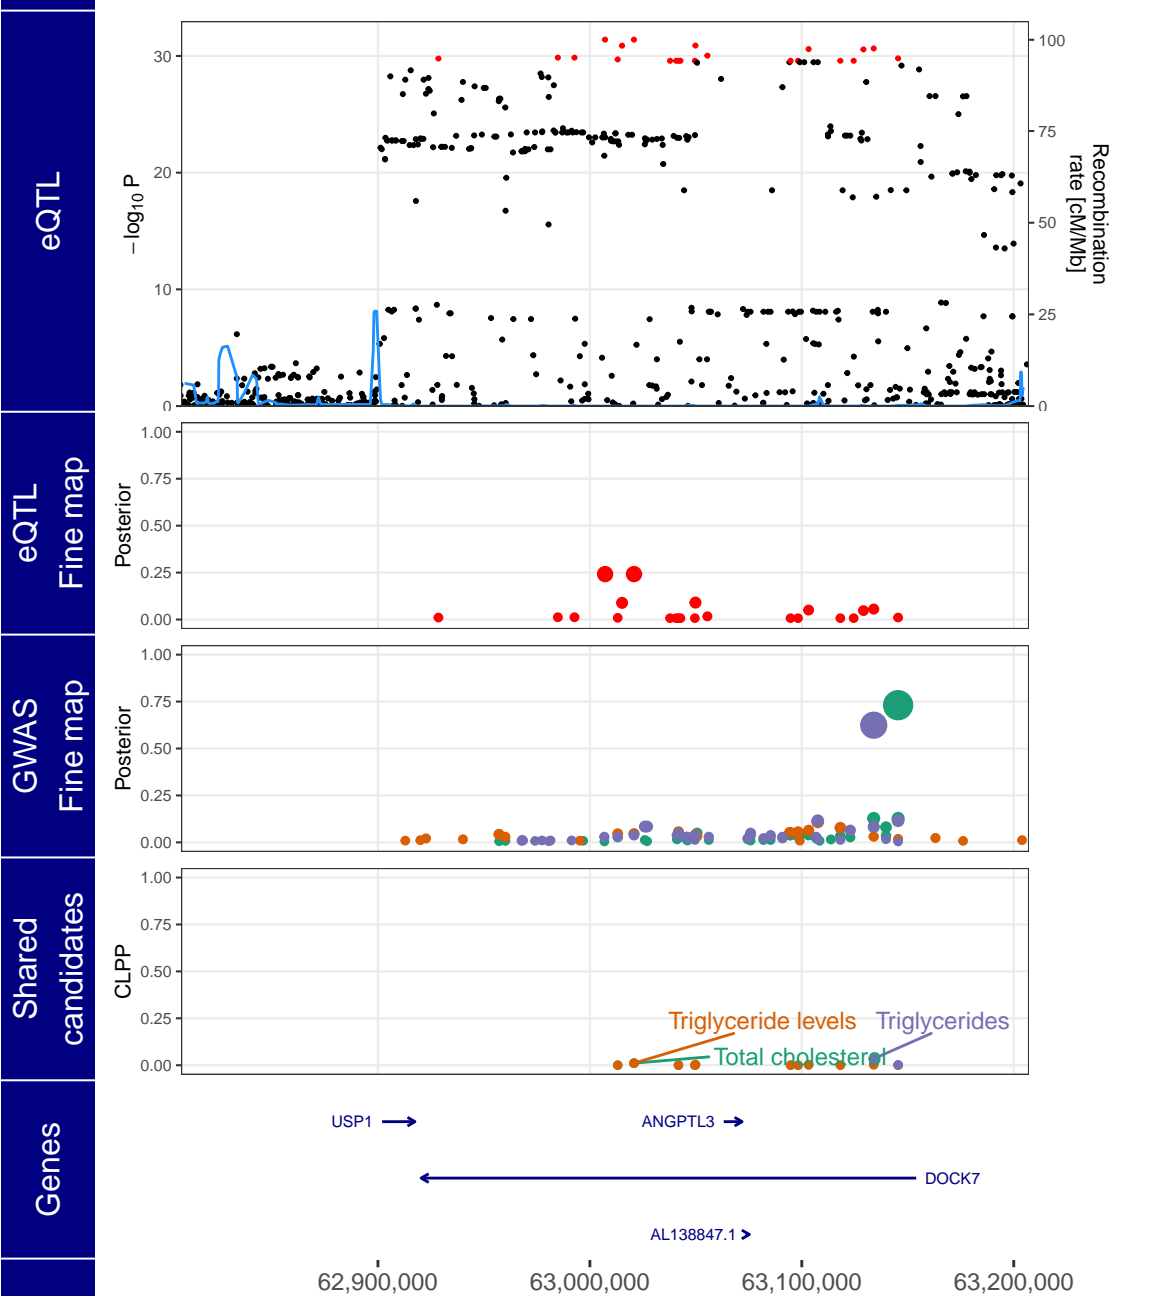 eQTL
−log10 P
30
20
10
0
100
75
50
25
0
Recombination
rate [cM/Mb]
eQTL
Fine map
Posterior
1.00
0.75
0.50
0.25
0.00
GWAS
Fine map
Posterior
1.00
0.75
0.50
0.25
0.00
Shared
candidates
CLPP
1.00
0.75
0.50
0.25
0.00
Triglyceride levels
Triglycerides
Total cholesterol
Genes
USP1
ANGPTL3
DOCK7
AL138847.1
62,900,000
63,000,000
63,100,000
63,200,000